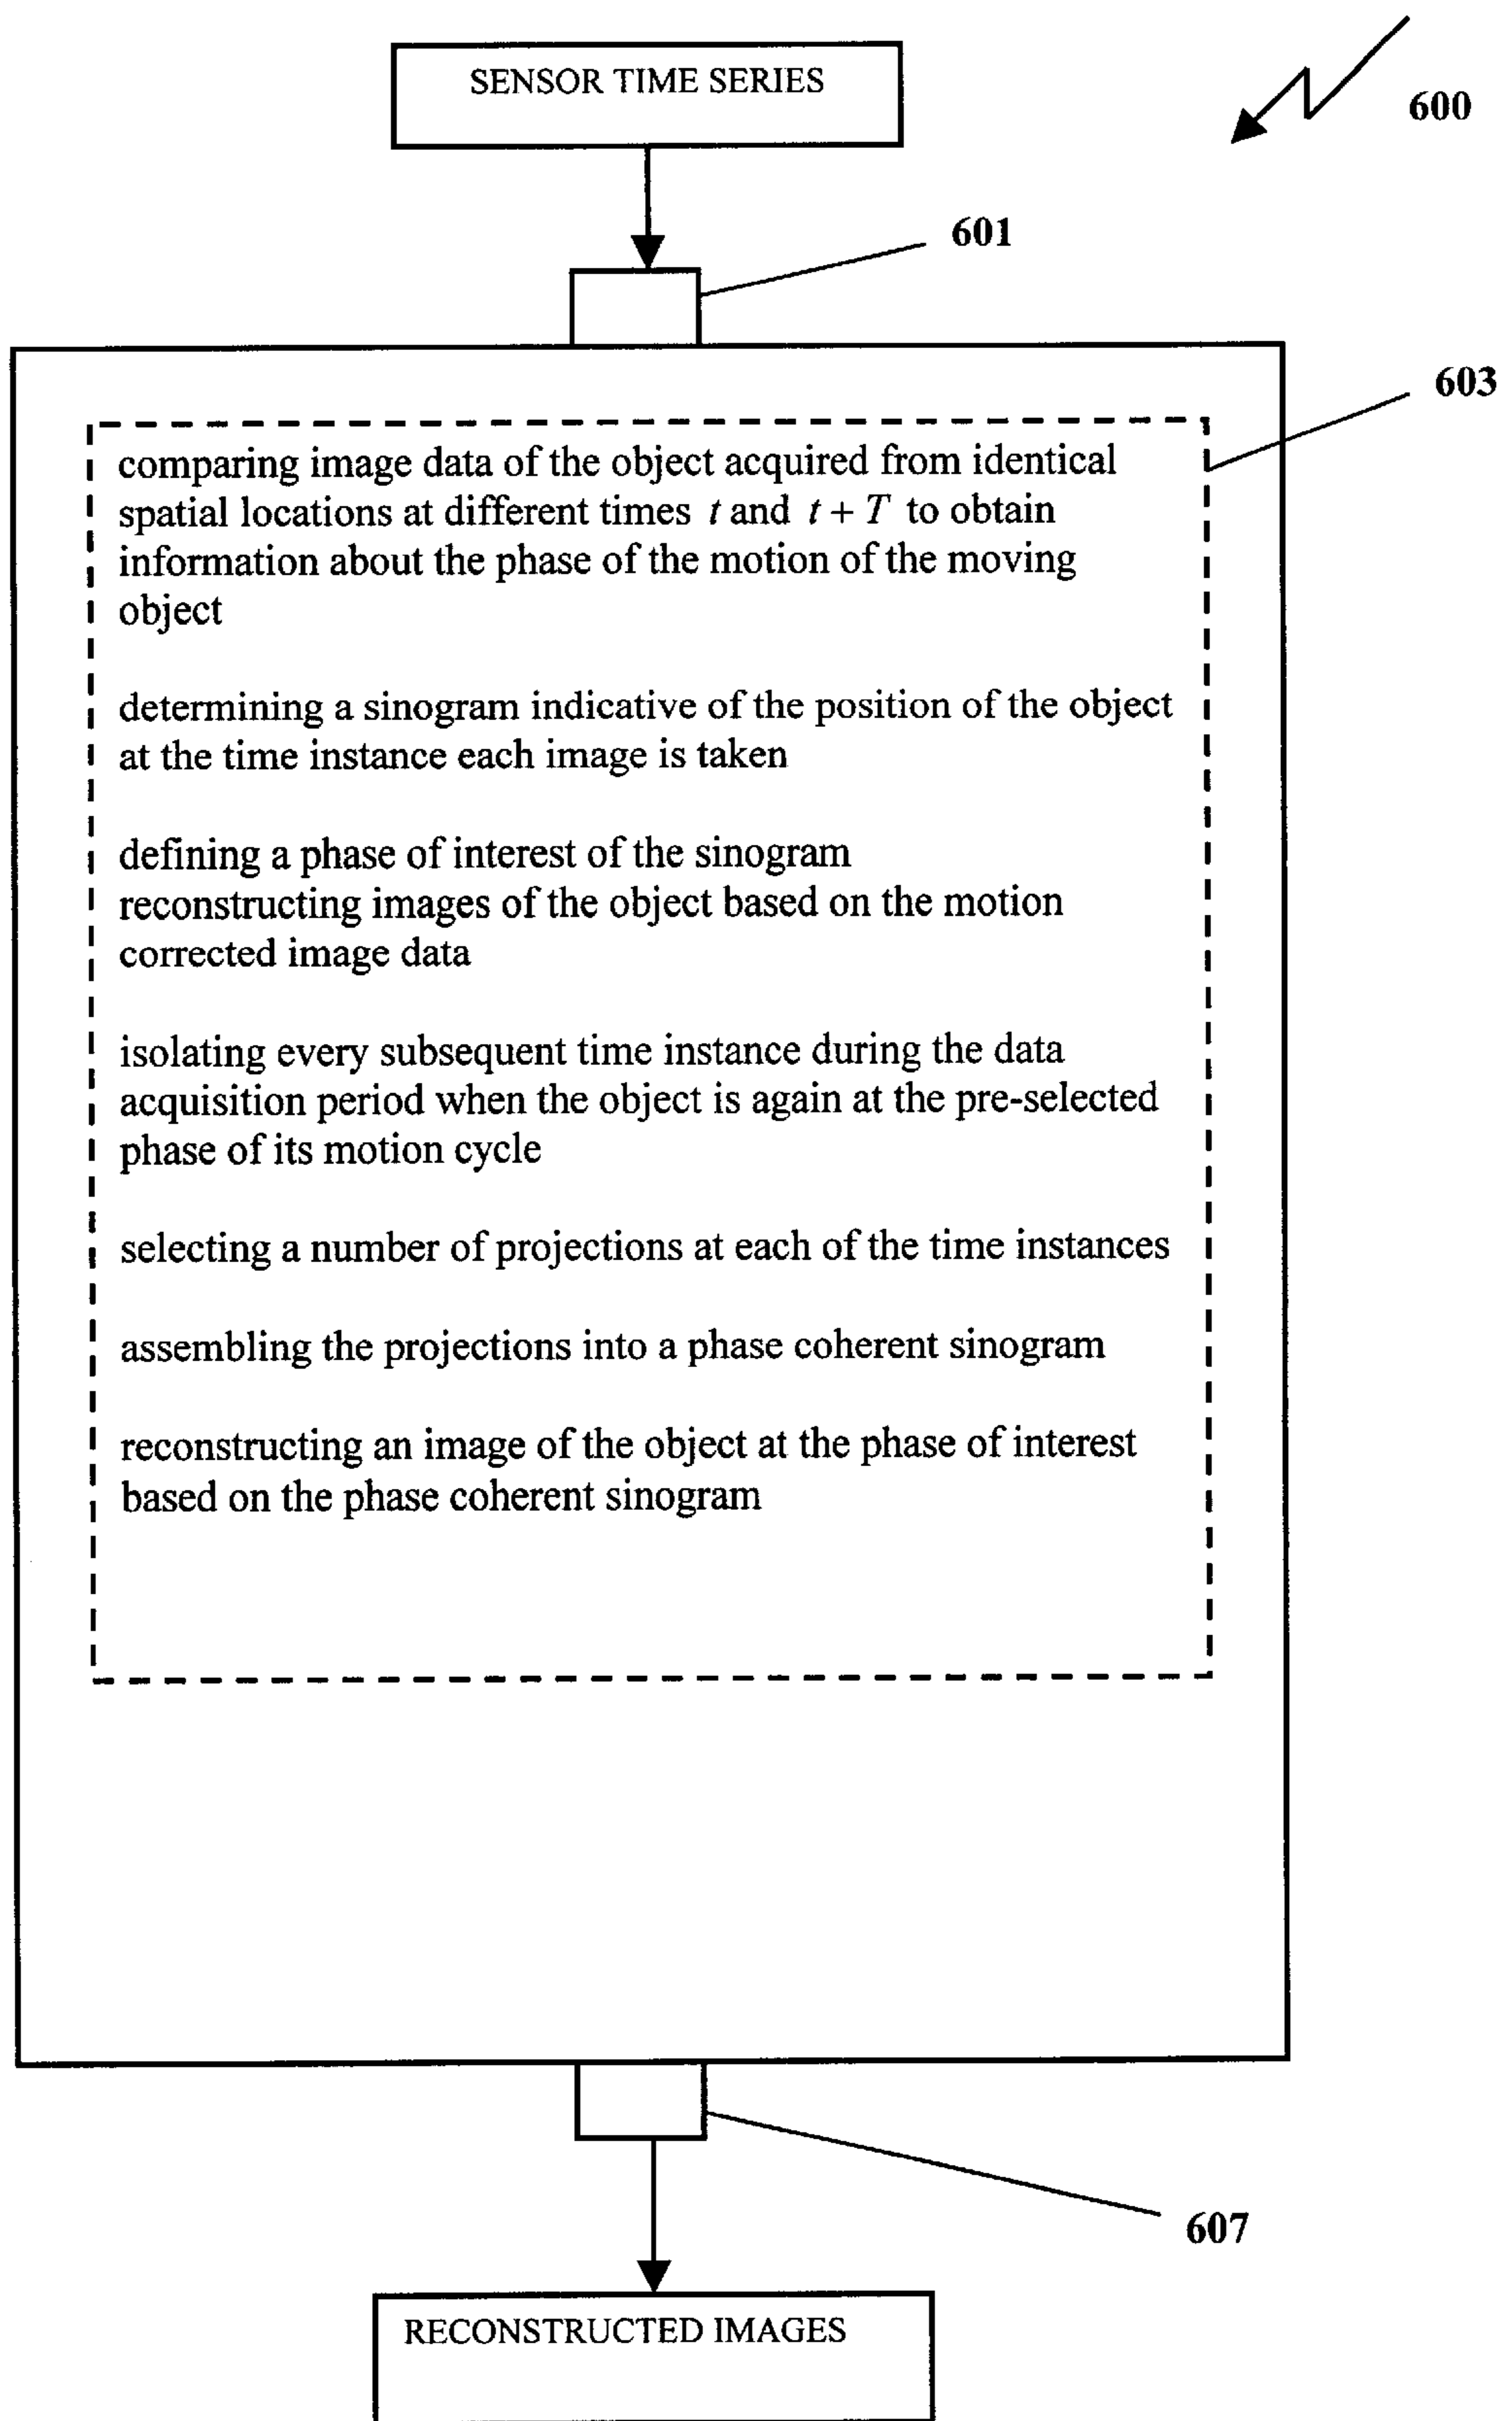 SENSOR TIME SERIES
600
601
603
comparing image data of the object acquired from identical
spatial locations at different times t and t + T to obtain
information about the phase of the motion of the moving
object
determining a sinogram indicative of the position of the object
at the time instance each image is taken
defining a phase of interest of the sinogram
reconstructing images of the object based on the motion
corrected image data
isolating every subsequent time instance during the data
acquisition period when the object is again at the pre-selected
phase of its motion cycle
selecting a number of projections at each of the time instances
assembling the projections into a phase coherent sinogram
reconstructing an image of the object at the phase of interest
based on the phase coherent sinogram
607
RECONSTRUCTED IMAGES